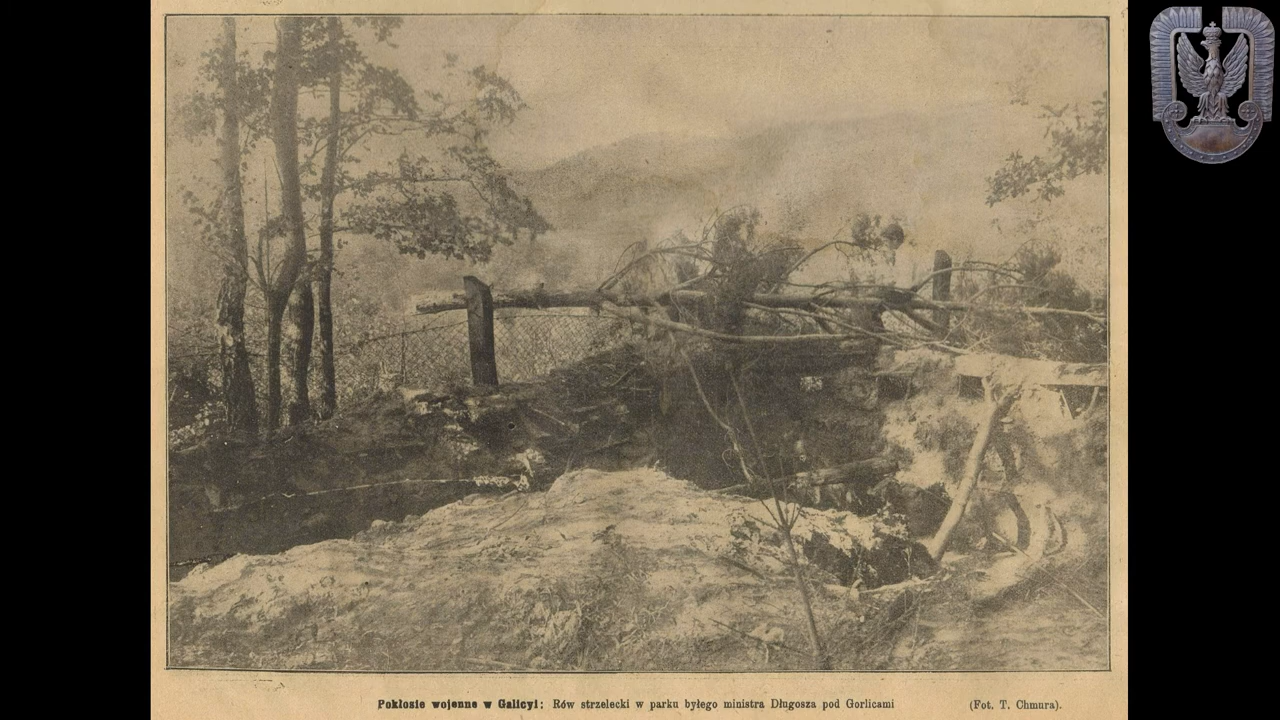 Pokłosie wojenne w Galicyi: Rów strzelecki w parku byłego ministra Długosza pod Gorlicami (Fot. T. Chmura).